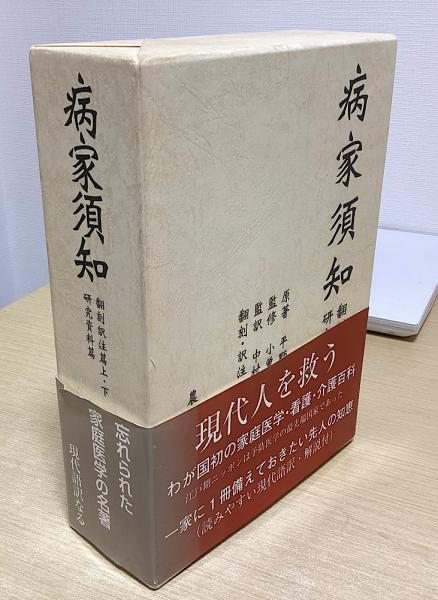 病家須知
翻刻訳注篇上・下
研究資料篇
忘れられた
家庭医学の名著
現代語訳なる
病家須知
翻
研
原著 平野
監修 小曽
監訳 中村
翻刻・訳注
農
現代人を救う
わが国初の家庭医学・看護・介護百科
江戸期ニッポンは予防医学の最先端国家であった
一家に1冊備えておきたい先人の知恵
(読みやすい現代語訳・解説付)